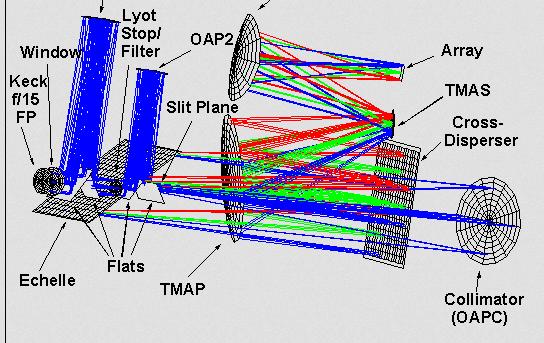 Lyot
Stop/
Filter
OAP2
Window
Keck
f/15
FP
Slit Plane
Array
TMAS
Cross-
Disperser
Echelle
Flats
TMAP
Collimator
(OAPC)